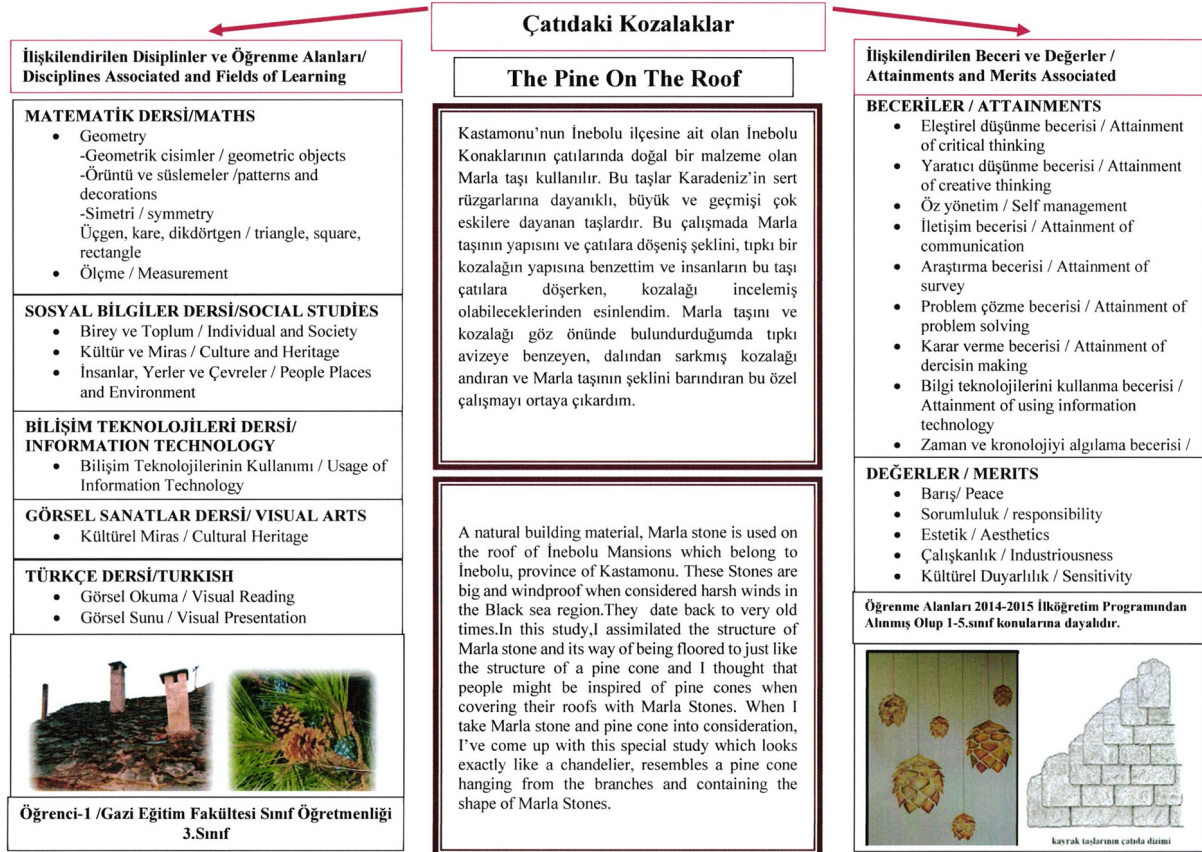 Çatıdaki Kozalaklar
The Pine On The Roof
İlişkilendirilen Disiplinler ve Öğrenme Alanları/
Disciplines Associated and Fields of Learning
MATEMATİK DERSİ/MATHS
• Geometry
-Geometrik cisimler / geometric objects
-Örüntü ve süslemeler /patterns and
decorations
-Simetri / symmetry
Üçgen, kare, dikdörtgen / triangle, square,
rectangle
• Ölçme / Measurement
SOSYAL BİLGİLER DERSİ/SOCIAL STUDİES
• Birey ve Toplum / Individual and Society
• Kültür ve Miras / Culture and Heritage
• İnsanlar, Yerler ve Çevreler / People Places
and Environment
BİLİŞİM TEKNOLOJİLERİ DERSİ/
INFORMATION TECHNOLOGY
• Bilişim Teknolojilerinin Kullanımı / Usage of
Information Technology
GÖRSEL SANATLAR DERSİ/ VISUAL ARTS
• Kültürel Miras / Cultural Heritage
TÜRKÇE DERSİ/TURKISH
• Görsel Okuma / Visual Reading
• Görsel Sunu / Visual Presentation
Öğrenci-1 /Gazi Eğitim Fakültesi Sınıf Öğretmenliği
3.Sınıf
Kastamonu’nun İnebolu ilçesine ait olan İnebolu
Konaklarının çatılarında doğal bir malzeme olan
Marla taşı kullanılır. Bu taşlar Karadeniz’in sert
rüzgarlarına dayanıklı, büyük ve geçmişi çok
eskilere dayanan taşlardır. Bu çalışmada Marla
taşının yapısını ve çatılara döşeniş şeklini, tıpkı bir
kozalağın yapısına benzettim ve insanların bu taşı
çatılara döşerken, kozalağı incelemiş
olabileceklerinden esinlendim. Marla taşını ve
kozalağı göz önünde bulundurduğumda tıpkı
avizeye benzeyen, dalından sarkmış kozalağı
andıran ve Marla taşının şeklini barındıran bu özel
çalışmayı ortaya çıkardım.
A natural building material, Marla stone is used on
the roof of İnebolu Mansions which belong to
İnebolu, province of Kastamonu. These Stones are
big and windproof when considered harsh winds in
the Black sea region.They date back to very old
times.In this study,I assimilated the structure of
Marla stone and its way of being floored to just like
the structure of a pine cone and I thought that
people might be inspired of pine cones when
covering their roofs with Marla Stones. When I
take Marla stone and pine cone into consideration,
I’ve come up with this special study which looks
exactly like a chandelier, resembles a pine cone
hanging from the branches and containing the
shape of Marla Stones.
İlişkilendirilen Beceri ve Değerler /
Attainments and Merits Associated
BECERİLER / ATTAINMENTS
• Eleştirel düşünme becerisi / Attainment
of critical thinking
• Yaratıcı düşünme becerisi / Attainment
of creative thinking
• Öz yönetim / Self management
• İletişim becerisi / Attainment of
communication
• Araştırma becerisi / Attainment of
survey
• Problem çözme becerisi / Attainment of
problem solving
• Karar verme becerisi / Attainment of
dercisin making
• Bilgi teknolojilerini kullanma becerisi /
Attainment of using information
technology
• Zaman ve kronolojiyi algılama becerisi /
DEĞERLER / MERITS
• Barış/ Peace
• Sorumluluk / responsibility
• Estetik / Aesthetics
• Çalışkanlık / Industriousness
• Kültürel Duyarlılık / Sensitivity
Öğrenme Alanları 2014-2015 İlköğretim Programından
Alınmış Olup 1-5.sınıf konularına dayalıdır.
kayrak taşlarının çatıda dizimi